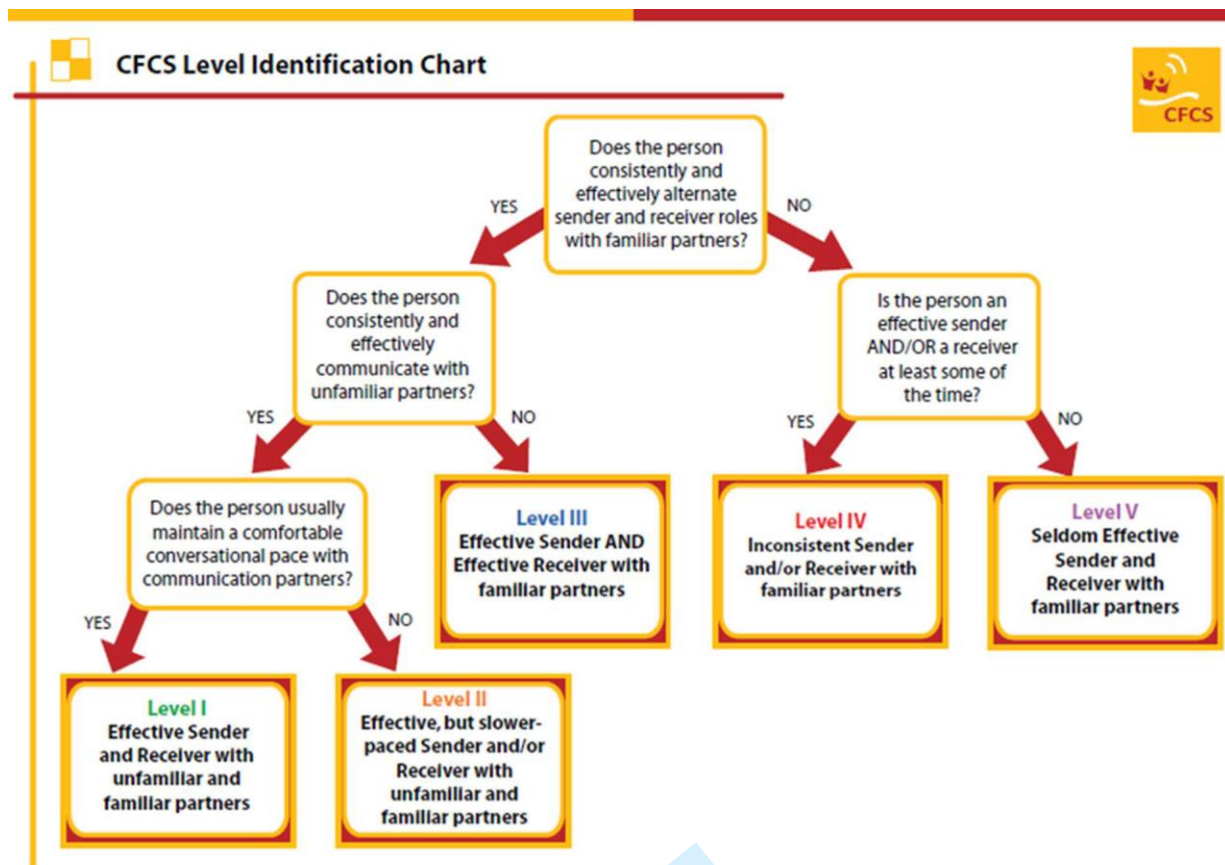 CFCS Level Identification Chart
CFCS
Does the person
consistently and
effectively alternate
sender and receiver roles
with familiar partners?
YES
NO
Does the person
consistently and
effectively
communicate with
unfamiliar partners?
Is the person an
effective sender
AND/OR a receiver
at least some of
the time?
YES
NO
YES
NO
Does the person usually
maintain a comfortable
conversational pace with
communication partners?
Level III
Effective Sender AND
Effective Receiver with
familiar partners
Level IV
Inconsistent Sender
and/or Receiver with
familiar partners
Level V
Seldom Effective
Sender and
Receiver with
familiar partners
YES
NO
Level I
Effective Sender
and Receiver with
unfamiliar and
familiar partners
Level II
Effective, but slower-
paced Sender and/or
Receiver with
unfamiliar and
familiar partners